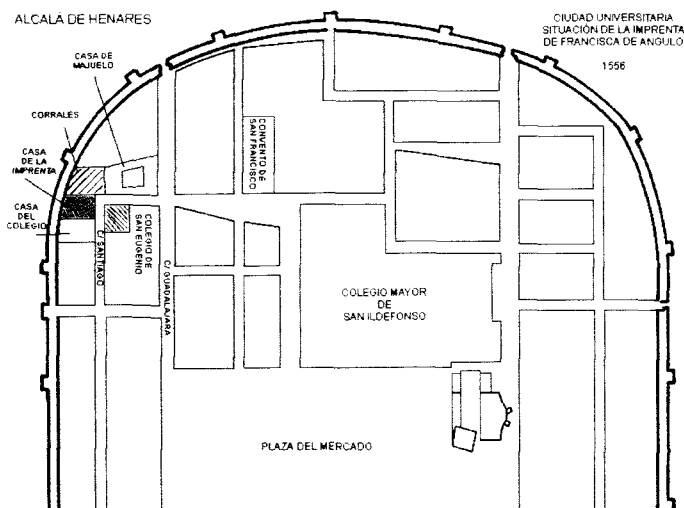 ALCALÁ DE HENARES
CIUDAD UNIVERSITARIA
SITUACIÓN DE LA IMPRENTA
DE FRANCISCA DE ANGULO
1556
CASA DE
MAJUELO
CORRALES
CASA
DE LA
IMPRENTA
CASA
DEL
COLEGIO
CONVENTO DE
SAN FRANCISCO
COLEGIO DE
SAN EUGENIO
C/ SANTIAGO
C/ GUADALAJARA
COLEGIO MAYOR
DE
SAN ILDEFONSO
PLAZA DEL MERCADO